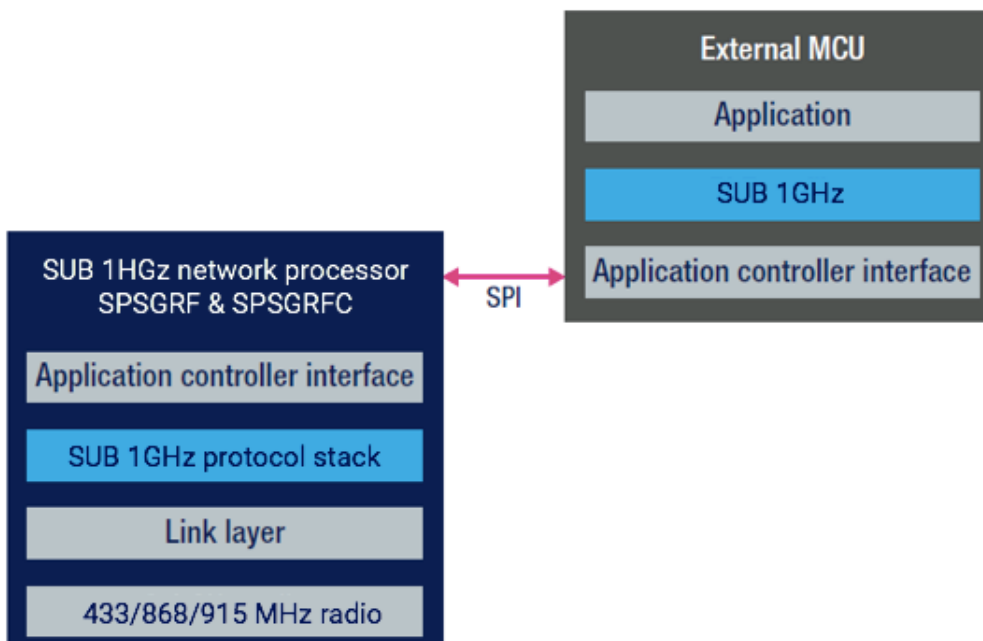 External MCU
Application
SUB 1GHz
Application controller interface
SPI
SUB 1HGz network processor
SPSGRF & SPSGRFC
Application controller interface
SUB 1GHz protocol stack
Link layer
433/868/915 MHz radio